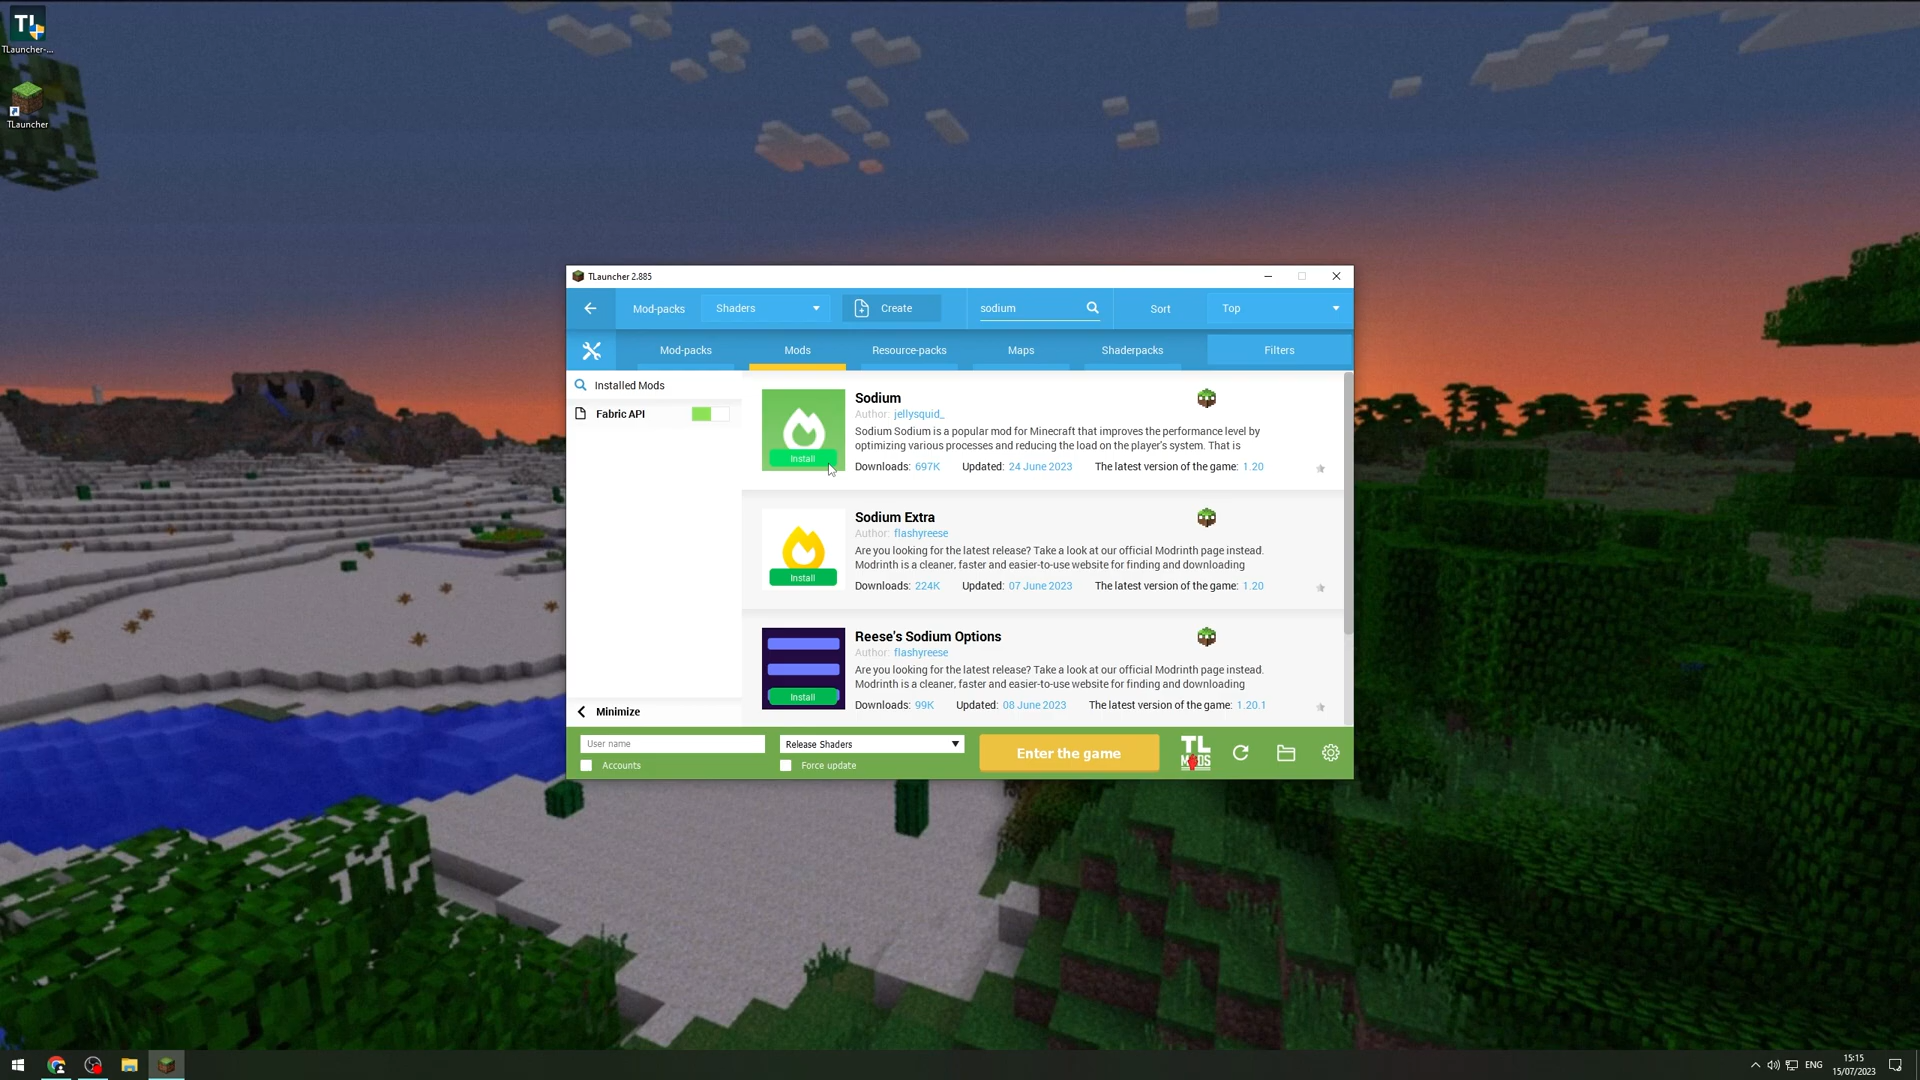 TL
TLauncher-...
TLauncher
TLauncher 2.885
Mod-packs
Shaders
Create
sodium
Sort
Top
Mod-packs
Mods
Resource-packs
Maps
Shaderpacks
Filters
Installed Mods
Fabric API
Minimize
Install
Sodium
Author: jellysquid_
Sodium Sodium is a popular mod for Minecraft that improves the performance level by
optimizing various processes and reducing the load on the player's system. That is
Downloads: 697K Updated: 24 June 2023 The latest version of the game: 1.20
Install
Sodium Extra
Author: flashyreese
Are you looking for the latest release? Take a look at our official Modrinth page instead.
Modrinth is a cleaner, faster and easier-to-use website for finding and downloading
Downloads: 224K Updated: 07 June 2023 The latest version of the game: 1.20
Install
Reese's Sodium Options
Author: flashyreese
Are you looking for the latest release? Take a look at our official Modrinth page instead.
Modrinth is a cleaner, faster and easier-to-use website for finding and downloading
Downloads: 99K Updated: 08 June 2023 The latest version of the game: 1.20.1
User name
Accounts
Release Shaders
Force update
Enter the game
TL
MODS
ENG
15:15
15/07/2023